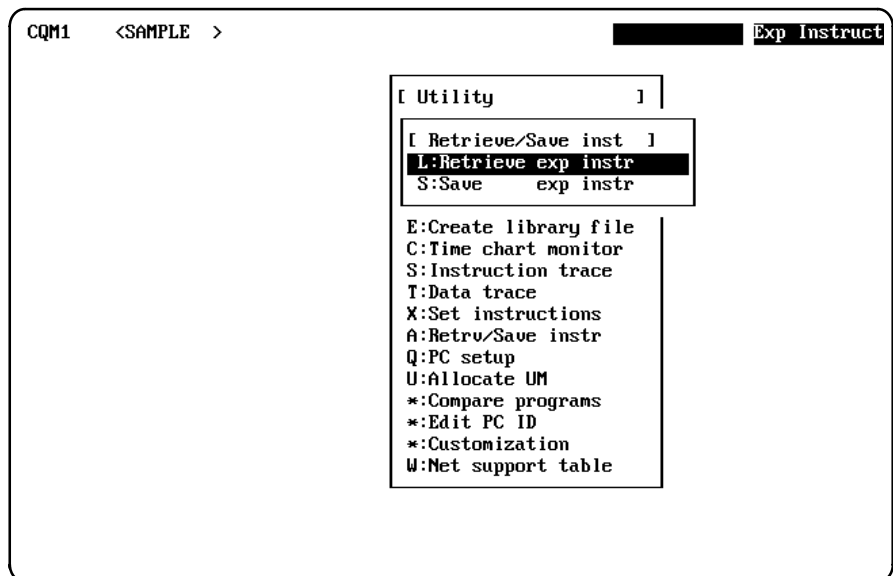 CQM1 <SAMPLE > Exp Instruct
[ Utility ]
[ Retrieve/Save inst ]
L:Retrieve exp instr
S:Save exp instr
E:Create library file
C:Time chart monitor
S:Instruction trace
T:Data trace
X:Set instructions
A:Retrv/Save instr
Q:PC setup
U:Allocate UM
*:Compare programs
*:Edit PC ID
*:Customization
W:Net support table